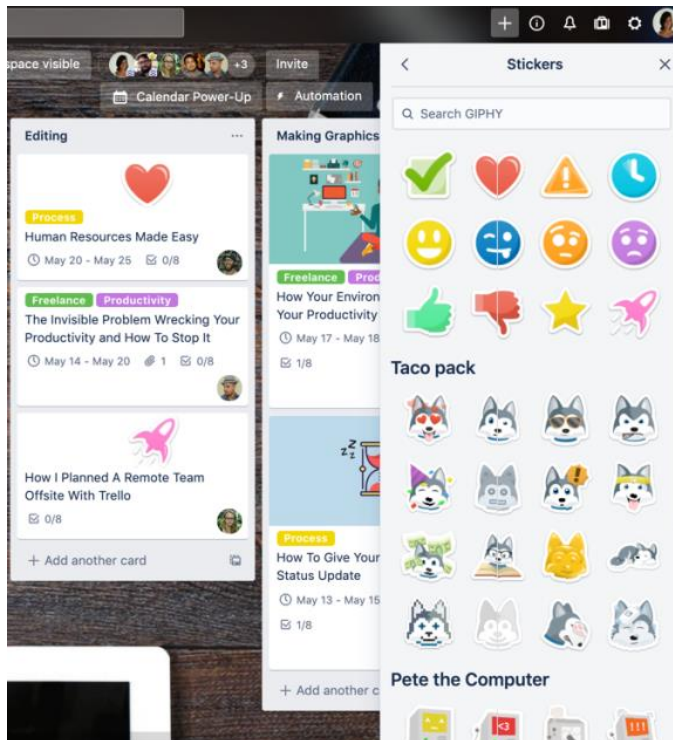 space visible
+3
Invite
Calendar Power-Up
Automation
Editing
Process
Human Resources Made Easy
May 20 - May 25
0/8
Freelance Productivity
The Invisible Problem Wrecking Your
Productivity and How To Stop It
May 14 - May 20
1
0/8
How I Planned A Remote Team
Offsite With Trello
0/8
+ Add another card
Making Graphics
Freelance Prod
How Your Environ
Your Productivity
May 17 - May 18
1/8
zzz
Process
How To Give Your
Status Update
May 13 - May 15
1/8
+ Add another c
Stickers
Search GIPHY
Taco pack
Pete the Computer
<3
!!!